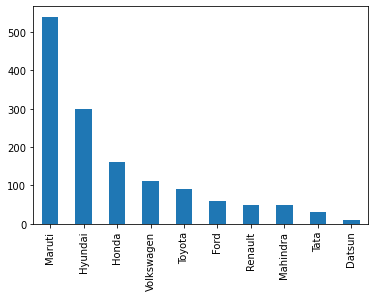 500
400
300
200
100
0
Maruti
Hyundai
Honda
Volkswagen
Toyota
Ford
Renault
Mahindra
Tata
Datsun